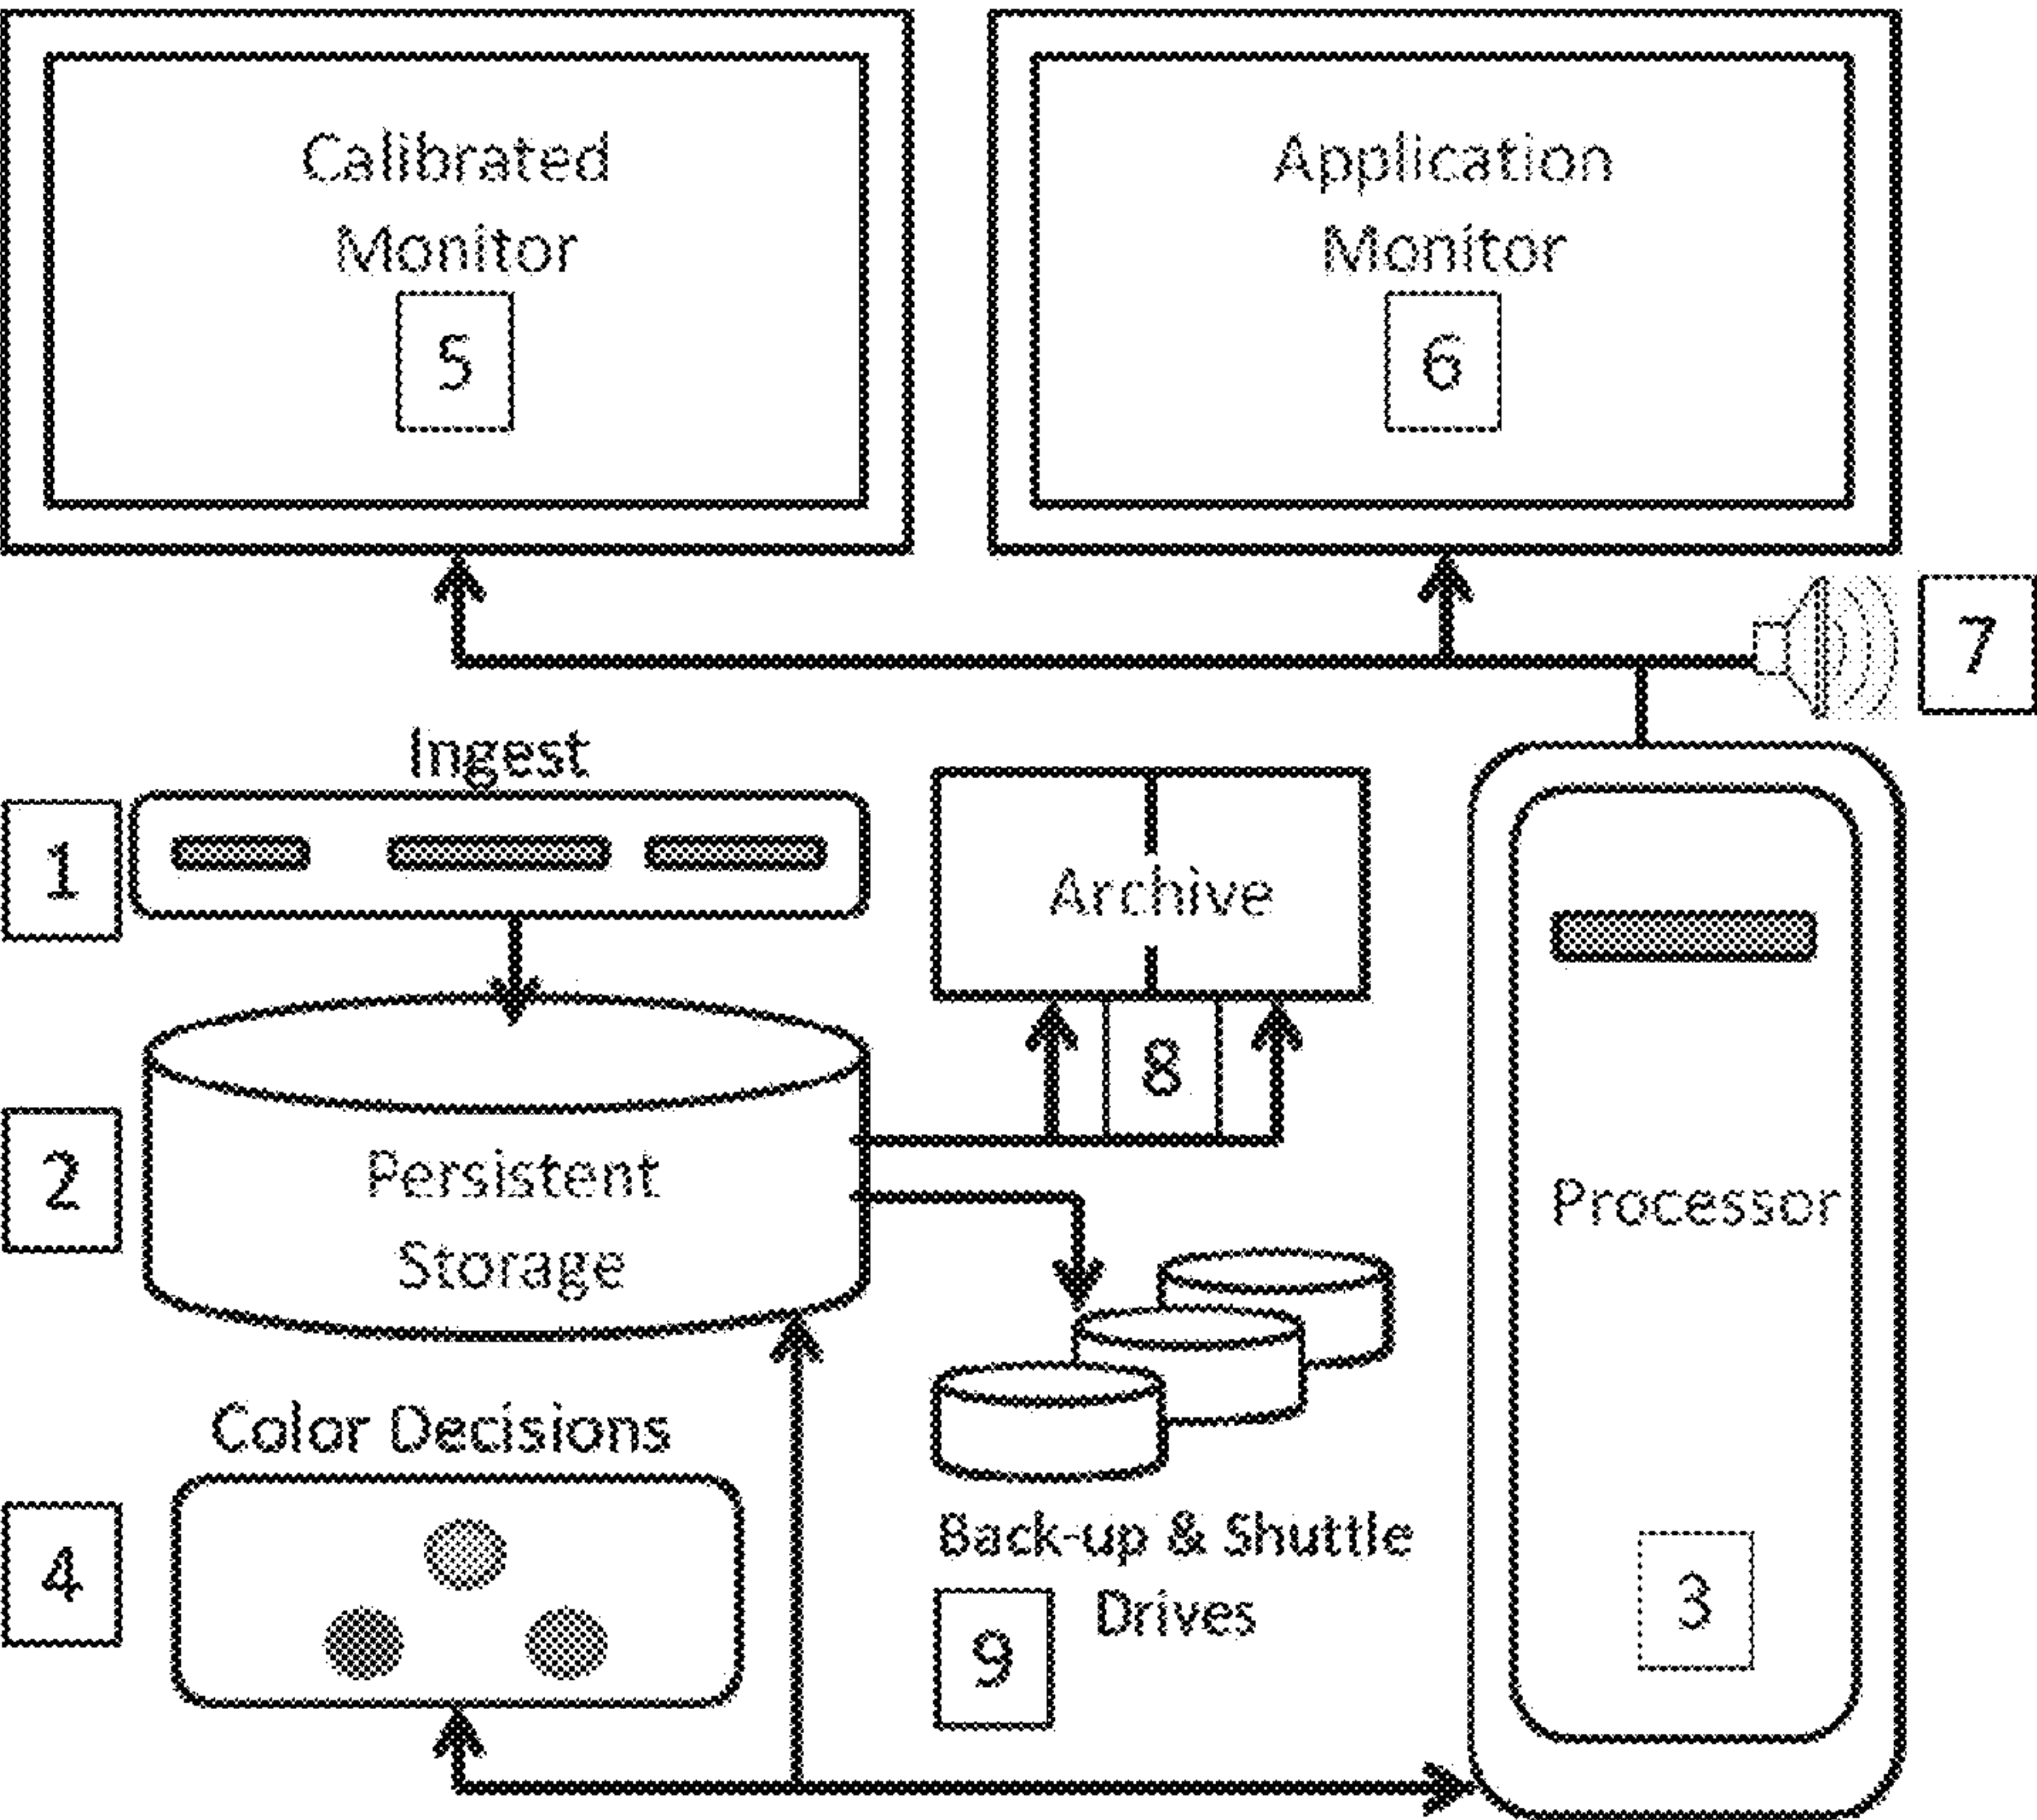 Calibrated
Monitor
5
Application
Monitor
6
7
Ingest
1
Archive
8
2
Persistent
Storage
Processor
3
Color Decisions
4
Back-up & Shuttle
Drives
9